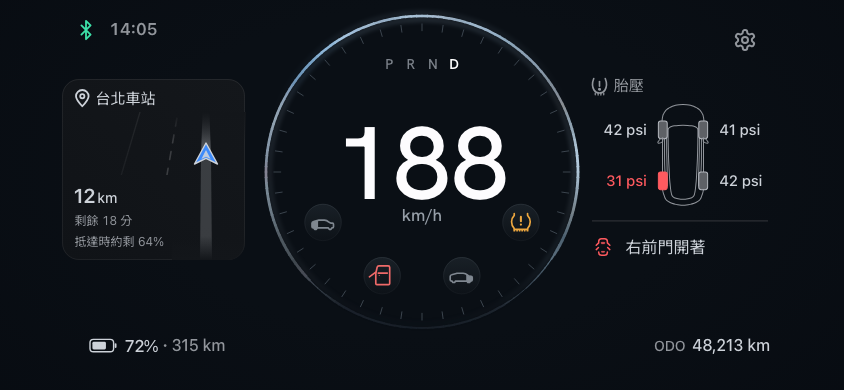 14:05
台北車站
12 km
剩餘 18 分
抵達時約剩 64%
P R N D
188
km/h
胎壓
42 psi
41 psi
31 psi
42 psi
右前門開著
72% · 315 km
ODO 48,213 km